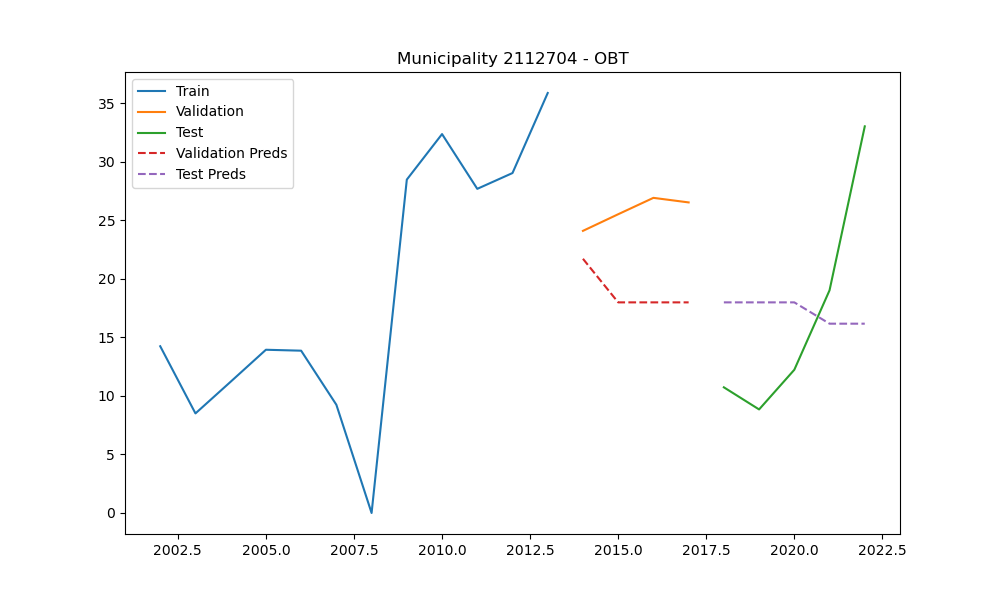 Municipality 2112704 - OBT
Train
Validation
Test
Validation Preds
Test Preds
35
30
25
20
15
10
5
0
2002.5 2005.0 2007.5 2010.0 2012.5 2015.0 2017.5 2020.0 2022.5